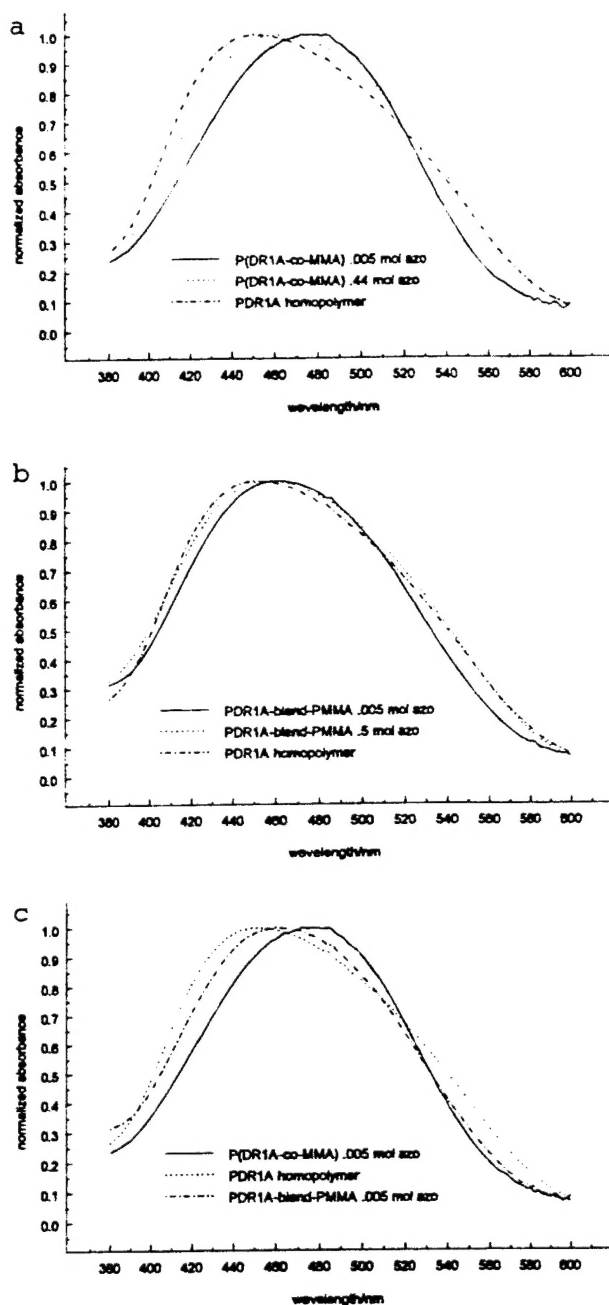 a
1.0
0.9
0.8
0.7
0.6
0.5
0.4
0.3
0.2
0.1
0.0
normalized absorbance
P(DR1A-co-MMA) .005 mol azo
P(DR1A-co-MMA) .44 mol azo
PDR1A homopolymer
380 400 420 440 460 480 500 520 540 560 580 600
wavelength/nm
b
1.0
0.9
0.8
0.7
0.6
0.5
0.4
0.3
0.2
0.1
0.0
normalized absorbance
PDR1A-blend-PMMA .005 mol azo
PDR1A-blend-PMMA .5 mol azo
PDR1A homopolymer
380 400 420 440 460 480 500 520 540 560 580 600
wavelength/nm
c
1.0
0.9
0.8
0.7
0.6
0.5
0.4
0.3
0.2
0.1
0.0
normalized absorbance
P(DR1A-co-MMA) .005 mol azo
PDR1A homopolymer
PDR1A-blend-PMMA .005 mol azo
380 400 420 440 460 480 500 520 540 560 580 600
wavelength/nm